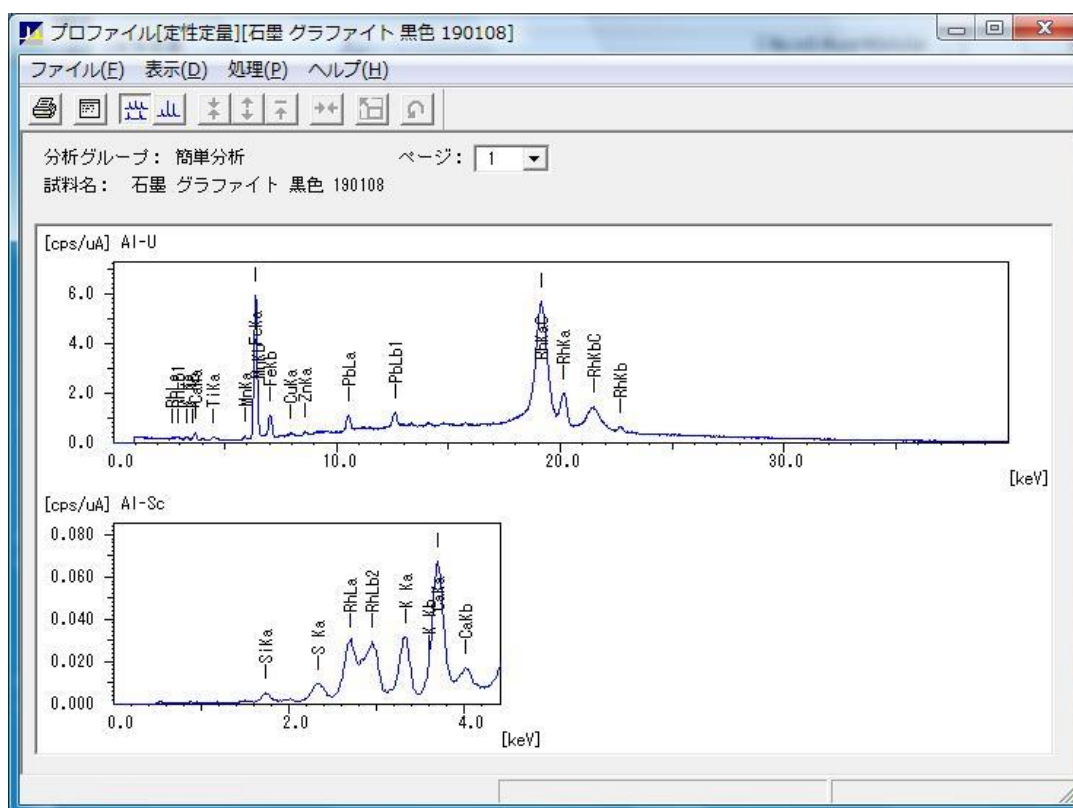 プロファイル[定性定量][石墨 グラファイト 黒色 190108]
ファイル(F) 表示(D) 処理(P) ヘルプ(H)
分析グループ: 簡単分析 ページ: 1
試料名: 石墨 グラファイト 黒色 190108
[cps/uA] Al-U
6.0
4.0
2.0
0.0
TiKa
MnKa
FeKa
FeKb
CuKa
ZnKa
PbLa
PbLb1
RhKaC
RhKa
RhKbC
RhKb
0.0 10.0 20.0 30.0
[keV]
[cps/uA] Al-Sc
0.080
0.060
0.040
0.020
0.000
SiKa
S Ka
RhLa
RhLb2
K Ka
K Kb
CaKa
CaKb
0.0 2.0 4.0
[keV]